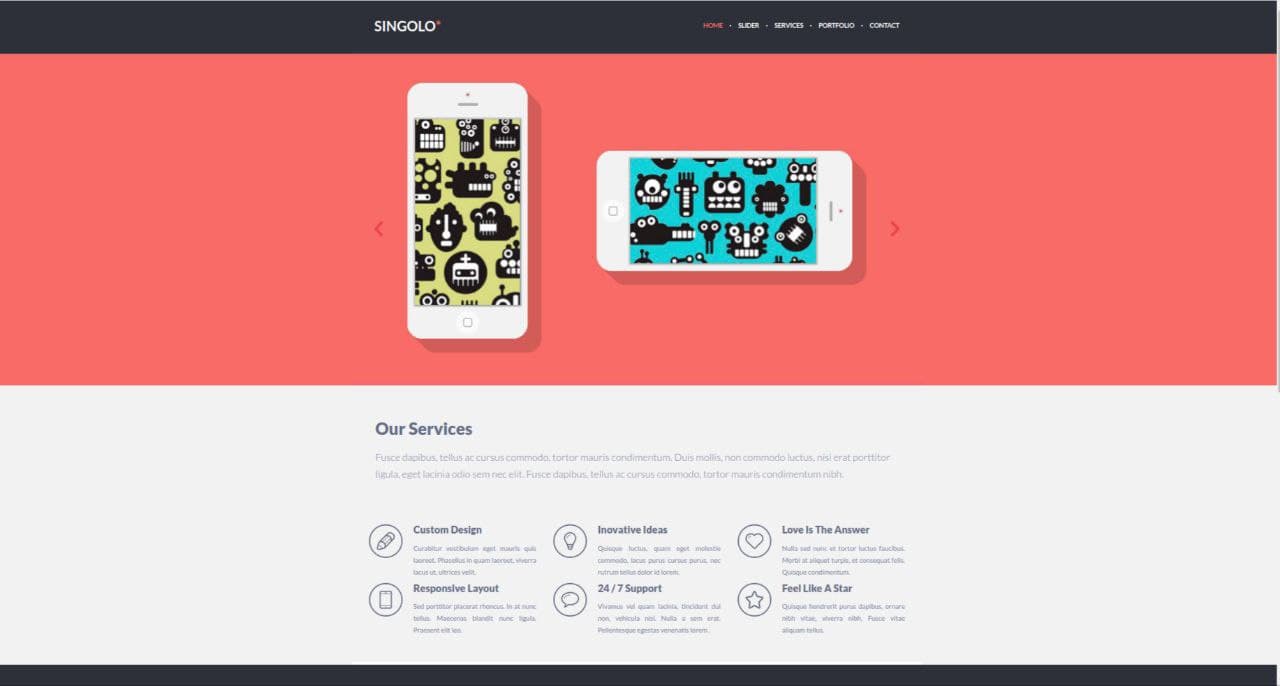 SINGOLO*
HOME • SLIDER • SERVICES • PORTFOLIO • CONTACT
Our Services
Fusce dapibus, tellus ac cursus commodo, tortor mauris condimentum. Duis mollis, non commodo luctus, nisi erat porttitor
ligula, eget lacinia odio sem nec elit. Fusce dapibus, tellus ac cursus commodo, tortor mauris condimentum nibh.
Custom Design
Curabitur vestibulum eget mauris quis
laoreet. Phasellus in quam laoreet, viverra
lacus ut, ultrices velit.
Inovative Ideas
Quisque luctus, quam eget molestie
commodo, lacus purus cursus purus, nec
rutrum tellus dolor id lorem.
Love Is The Answer
Nulla sed nunc et tortor luctus faucibus.
Morbi at aliquet turpis, et consequat felis.
Quisque condimentum.
Responsive Layout
Sed porttitor placerat rhoncus. In at nunc
tellus. Maecenas blandit nunc ligula.
Praesent elit leo.
24 / 7 Support
Vivamus vel quam lacinia, tincidunt dui
non, vehicula nisi. Nulla a sem erat.
Pellentesque egestas venenatis lorem.
Feel Like A Star
Quisque hendrerit purus dapibus, ornare
nibh vitae, viverra nibh. Fusce vitae
aliquam tellus.